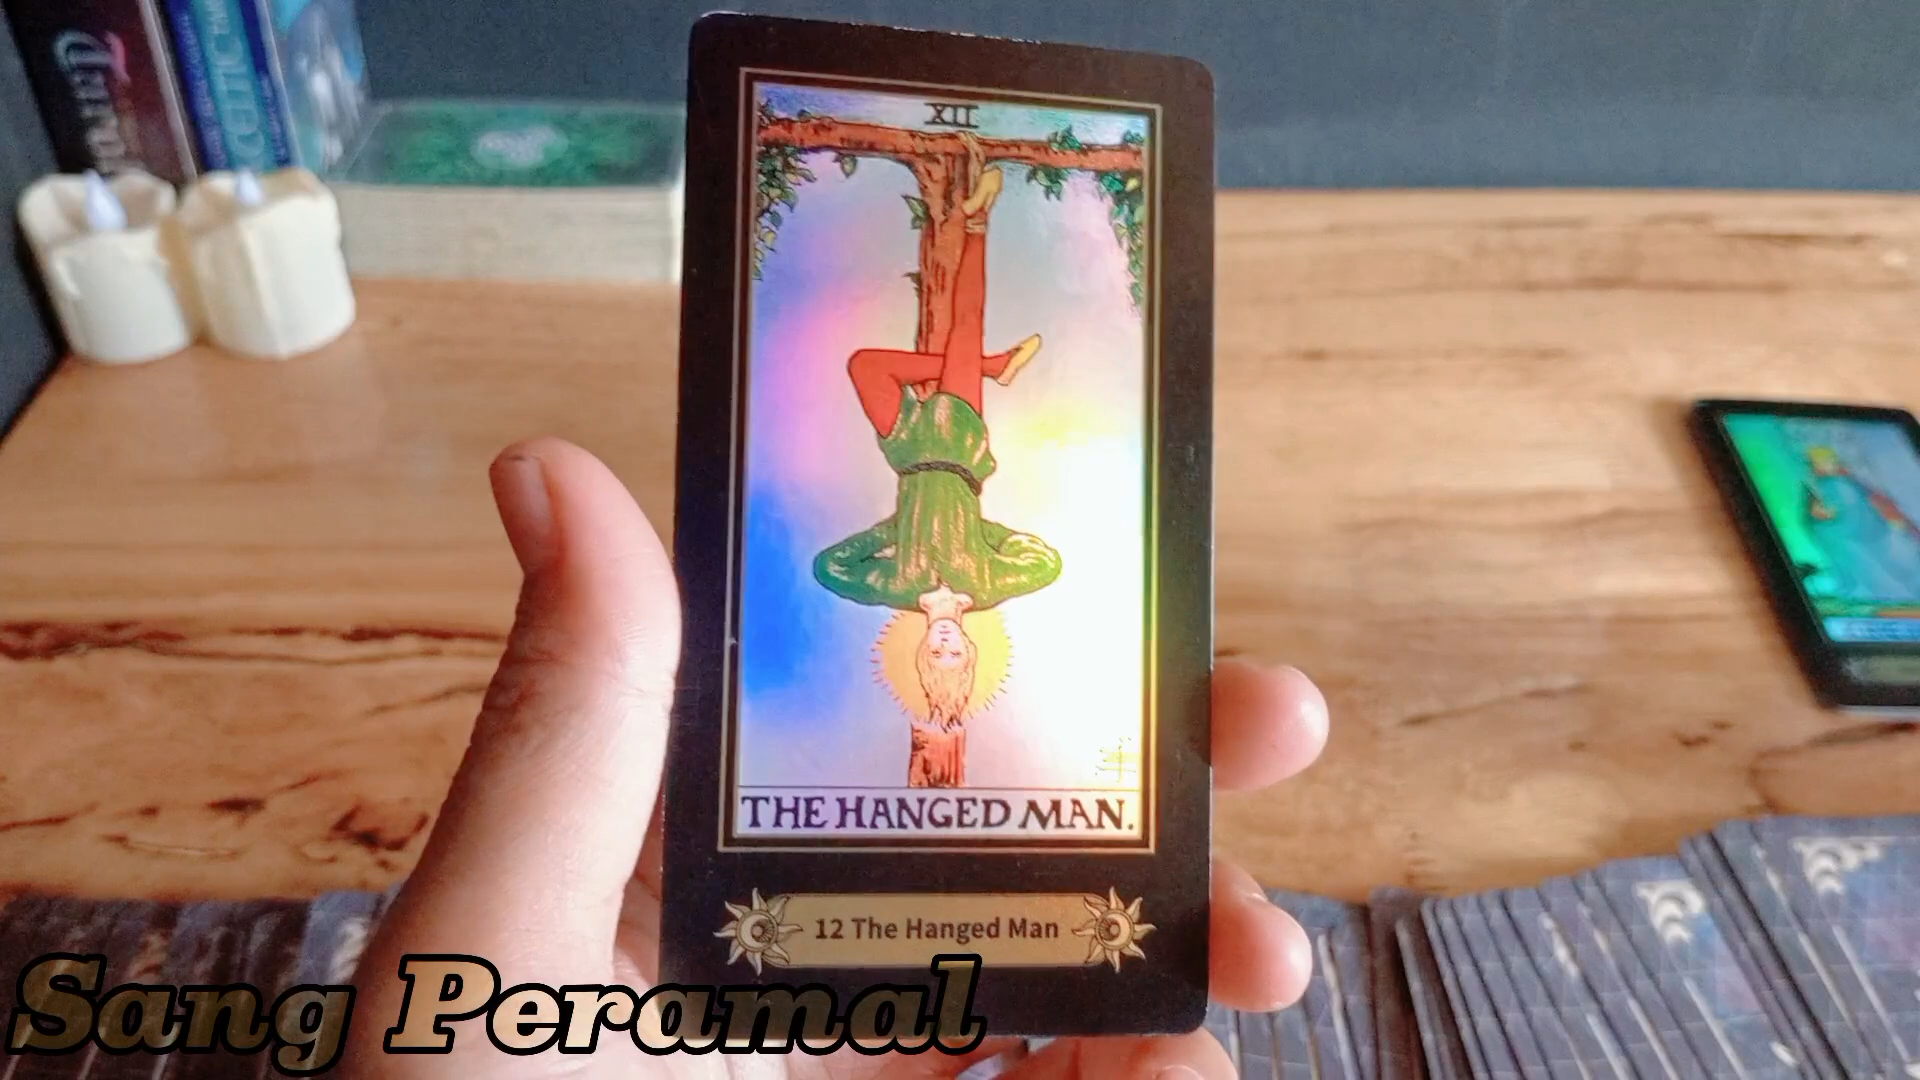 XII
THE HANGED MAN.
12 The Hanged Man
Sang Peramal